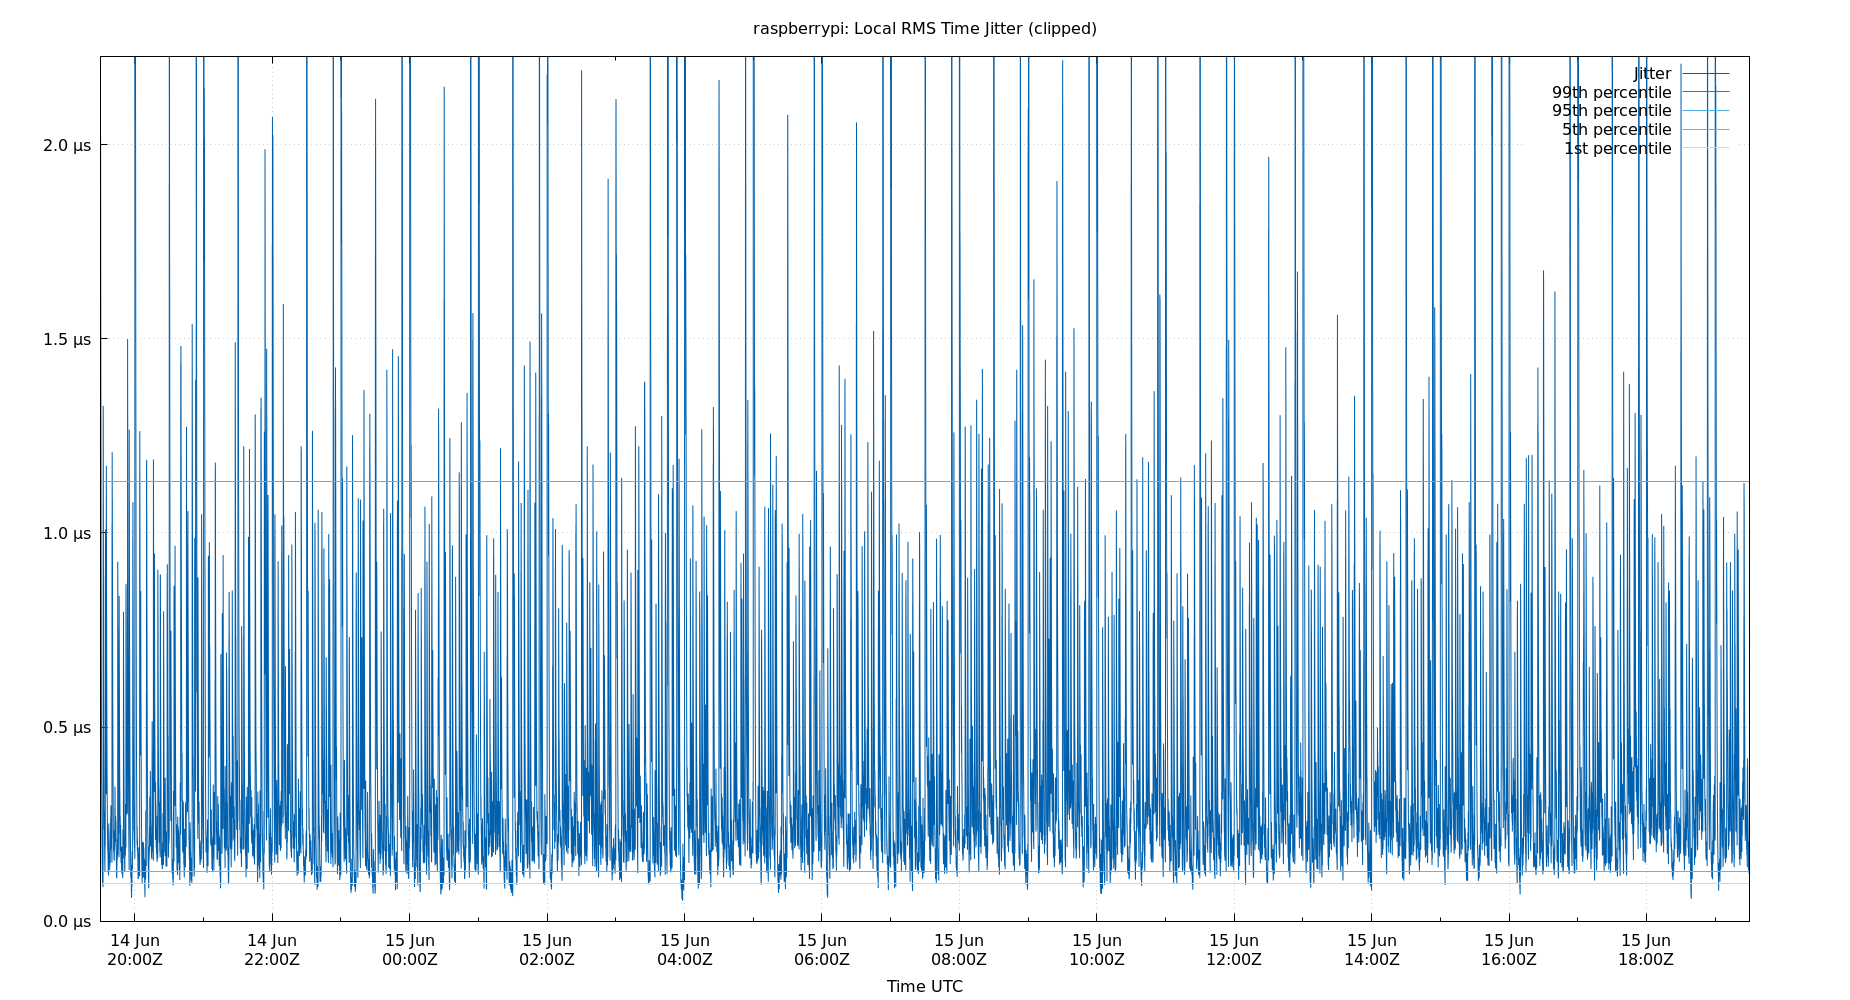 raspberrypi: Local RMS Time Jitter (clipped)
Jitter
99th percentile
95th percentile
5th percentile
1st percentile
2.0 µs
1.5 µs
1.0 µs
0.5 µs
0.0 µs
14 Jun 14 Jun 15 Jun 15 Jun 15 Jun 15 Jun 15 Jun 15 Jun 15 Jun 15 Jun 15 Jun 15 Jun
20:00Z 22:00Z 00:00Z 02:00Z 04:00Z 06:00Z 08:00Z 10:00Z 12:00Z 14:00Z 16:00Z 18:00Z
Time UTC